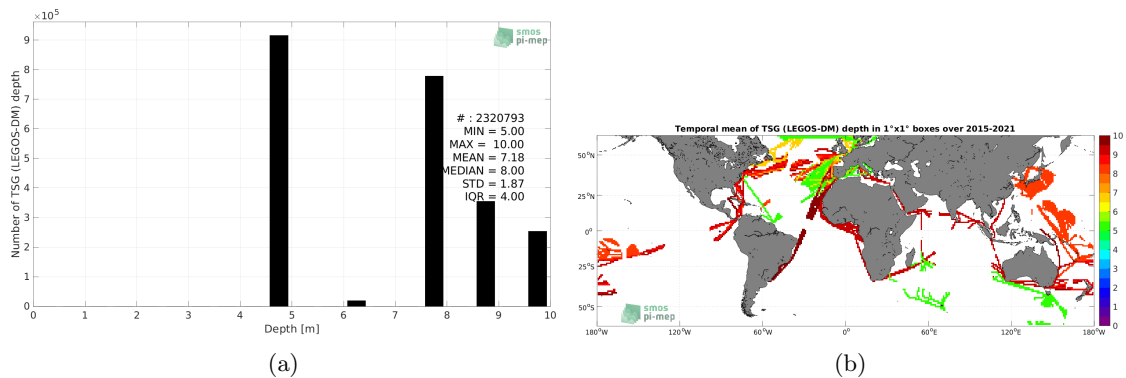 ×10⁵
9
8
7
6
5
4
3
2
1
0
Number of TSG (LEGOS-DM) depth
smos
pi-mep
# : 2320793
MIN = 5.00
MAX = 10.00
MEAN = 7.18
MEDIAN = 8.00
STD = 1.87
IQR = 4.00
0 1 2 3 4 5 6 7 8 9 10
Depth [m]
(a)
Temporal mean of TSG (LEGOS-DM) depth in 1°x1° boxes over 2015-2021
50°N
25°N
0°
25°S
50°S
180°W 120°W 60°W 0° 60°E 120°E 180°E
smos
pi-mep
10
9
8
7
6
5
4
3
2
1
0
(b)